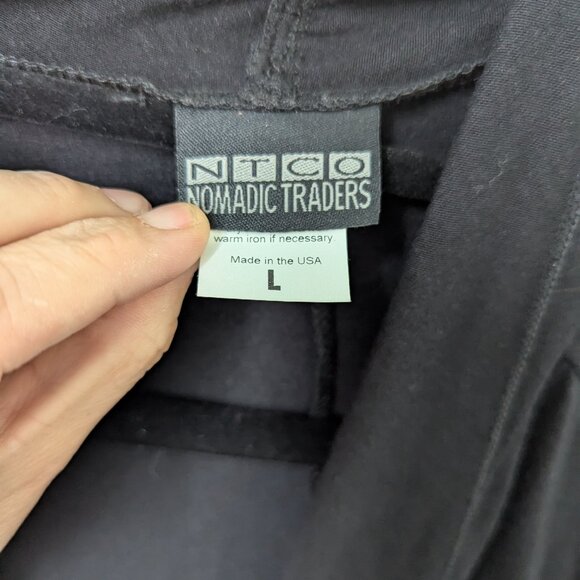 NTCO
NOMADIC TRADERS
warm iron if necessary
Made in the USA
L